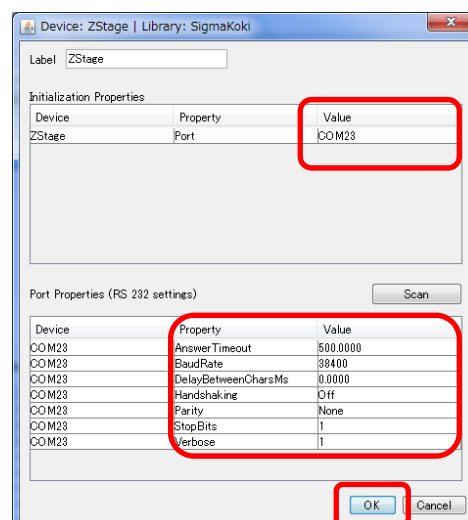 Device: ZStage | Library: SigmaKoki
x
Label ZStage
Initialization Properties
Device Property Value
ZStage Port COM23
Port Properties (RS 232 settings) Scan
Device Property Value
COM23 AnswerTimeout 500.0000
COM23 BaudRate 38400
COM23 DelayBetweenCharsMs 0.0000
COM23 Handshaking Off
COM23 Parity None
COM23 StopBits 1
COM23 Verbose 1
OK Cancel